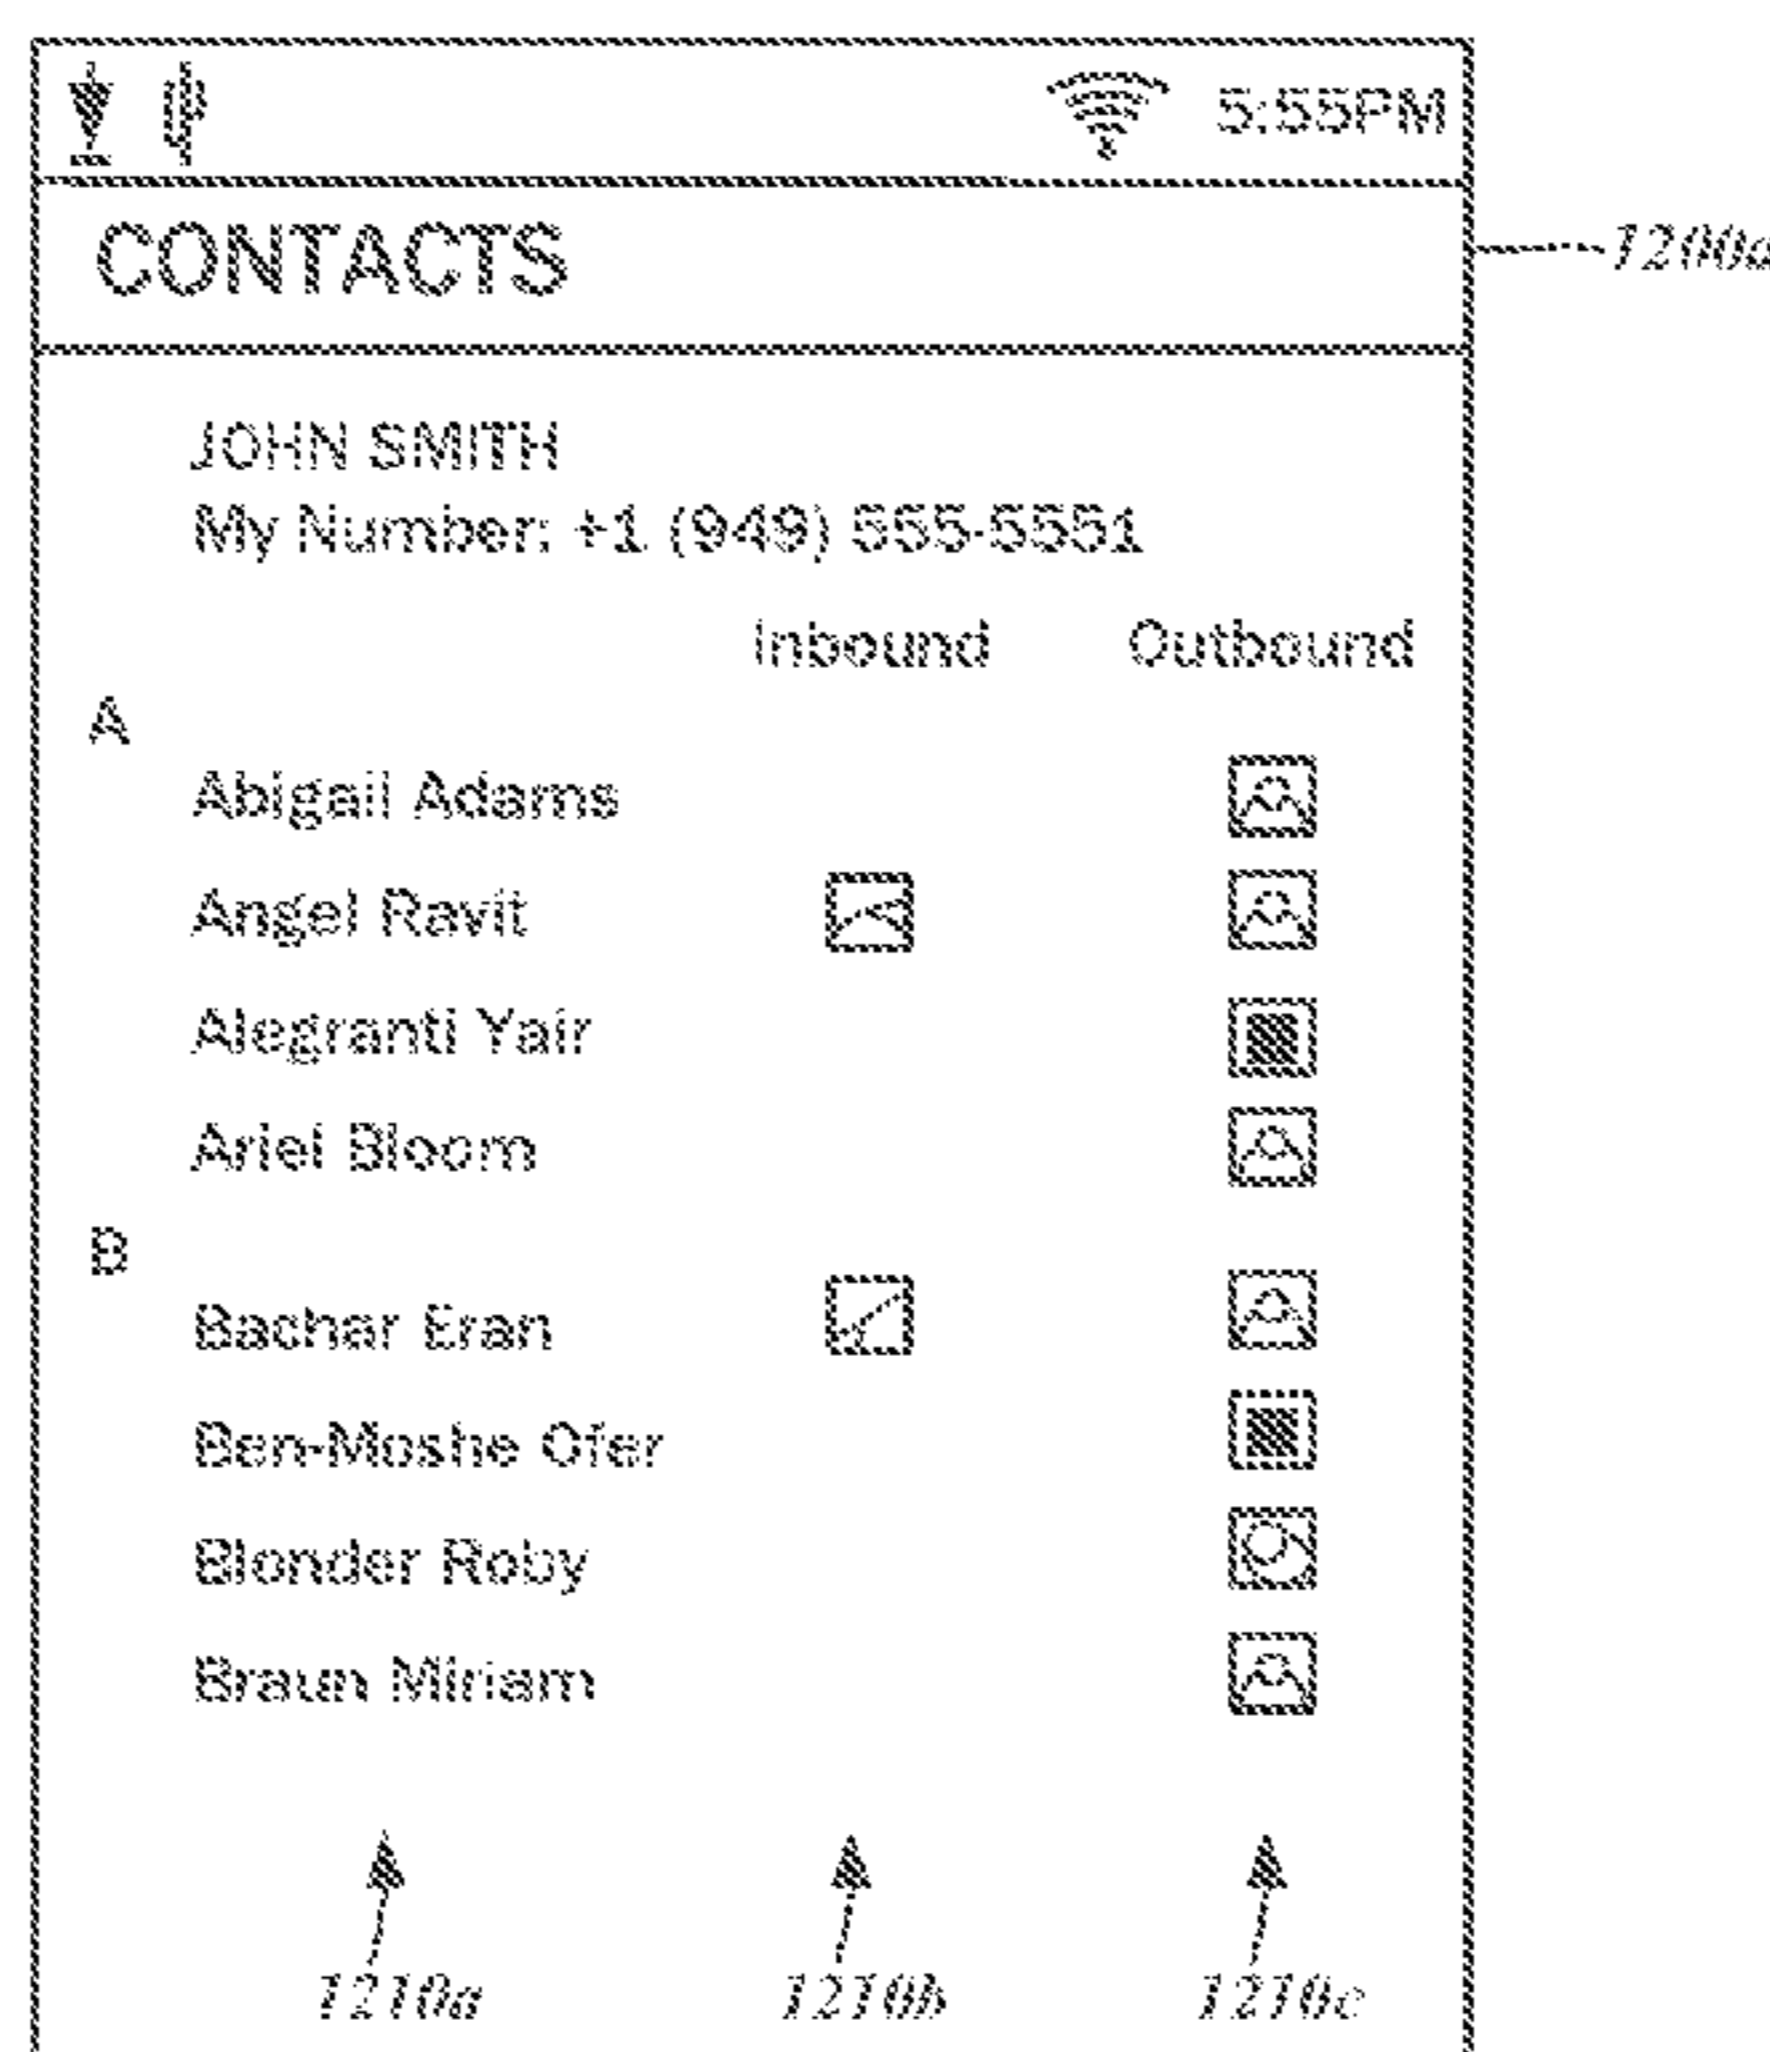 5:55PM
CONTACTS
1200a
JOHN SMITH
My Number: +1 (949) 555-5551
Inbound Outbound
A
Abigail Adams
Angel Ravit
Alegranti Yair
Ariel Bloom
B
Bachar Eran
Ben-Moshe Ofer
Blonder Roby
Braun Miriam
1210a 1210b 1210c